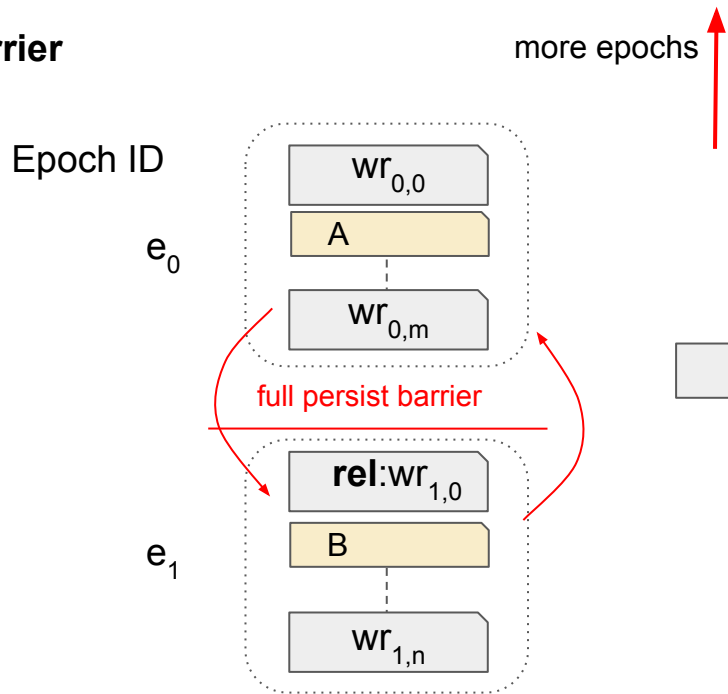 rrier
more epochs
Epoch ID
wr0,0
A
e0
wr0,m
full persist barrier
rel:wr1,0
B
e1
wr1,n